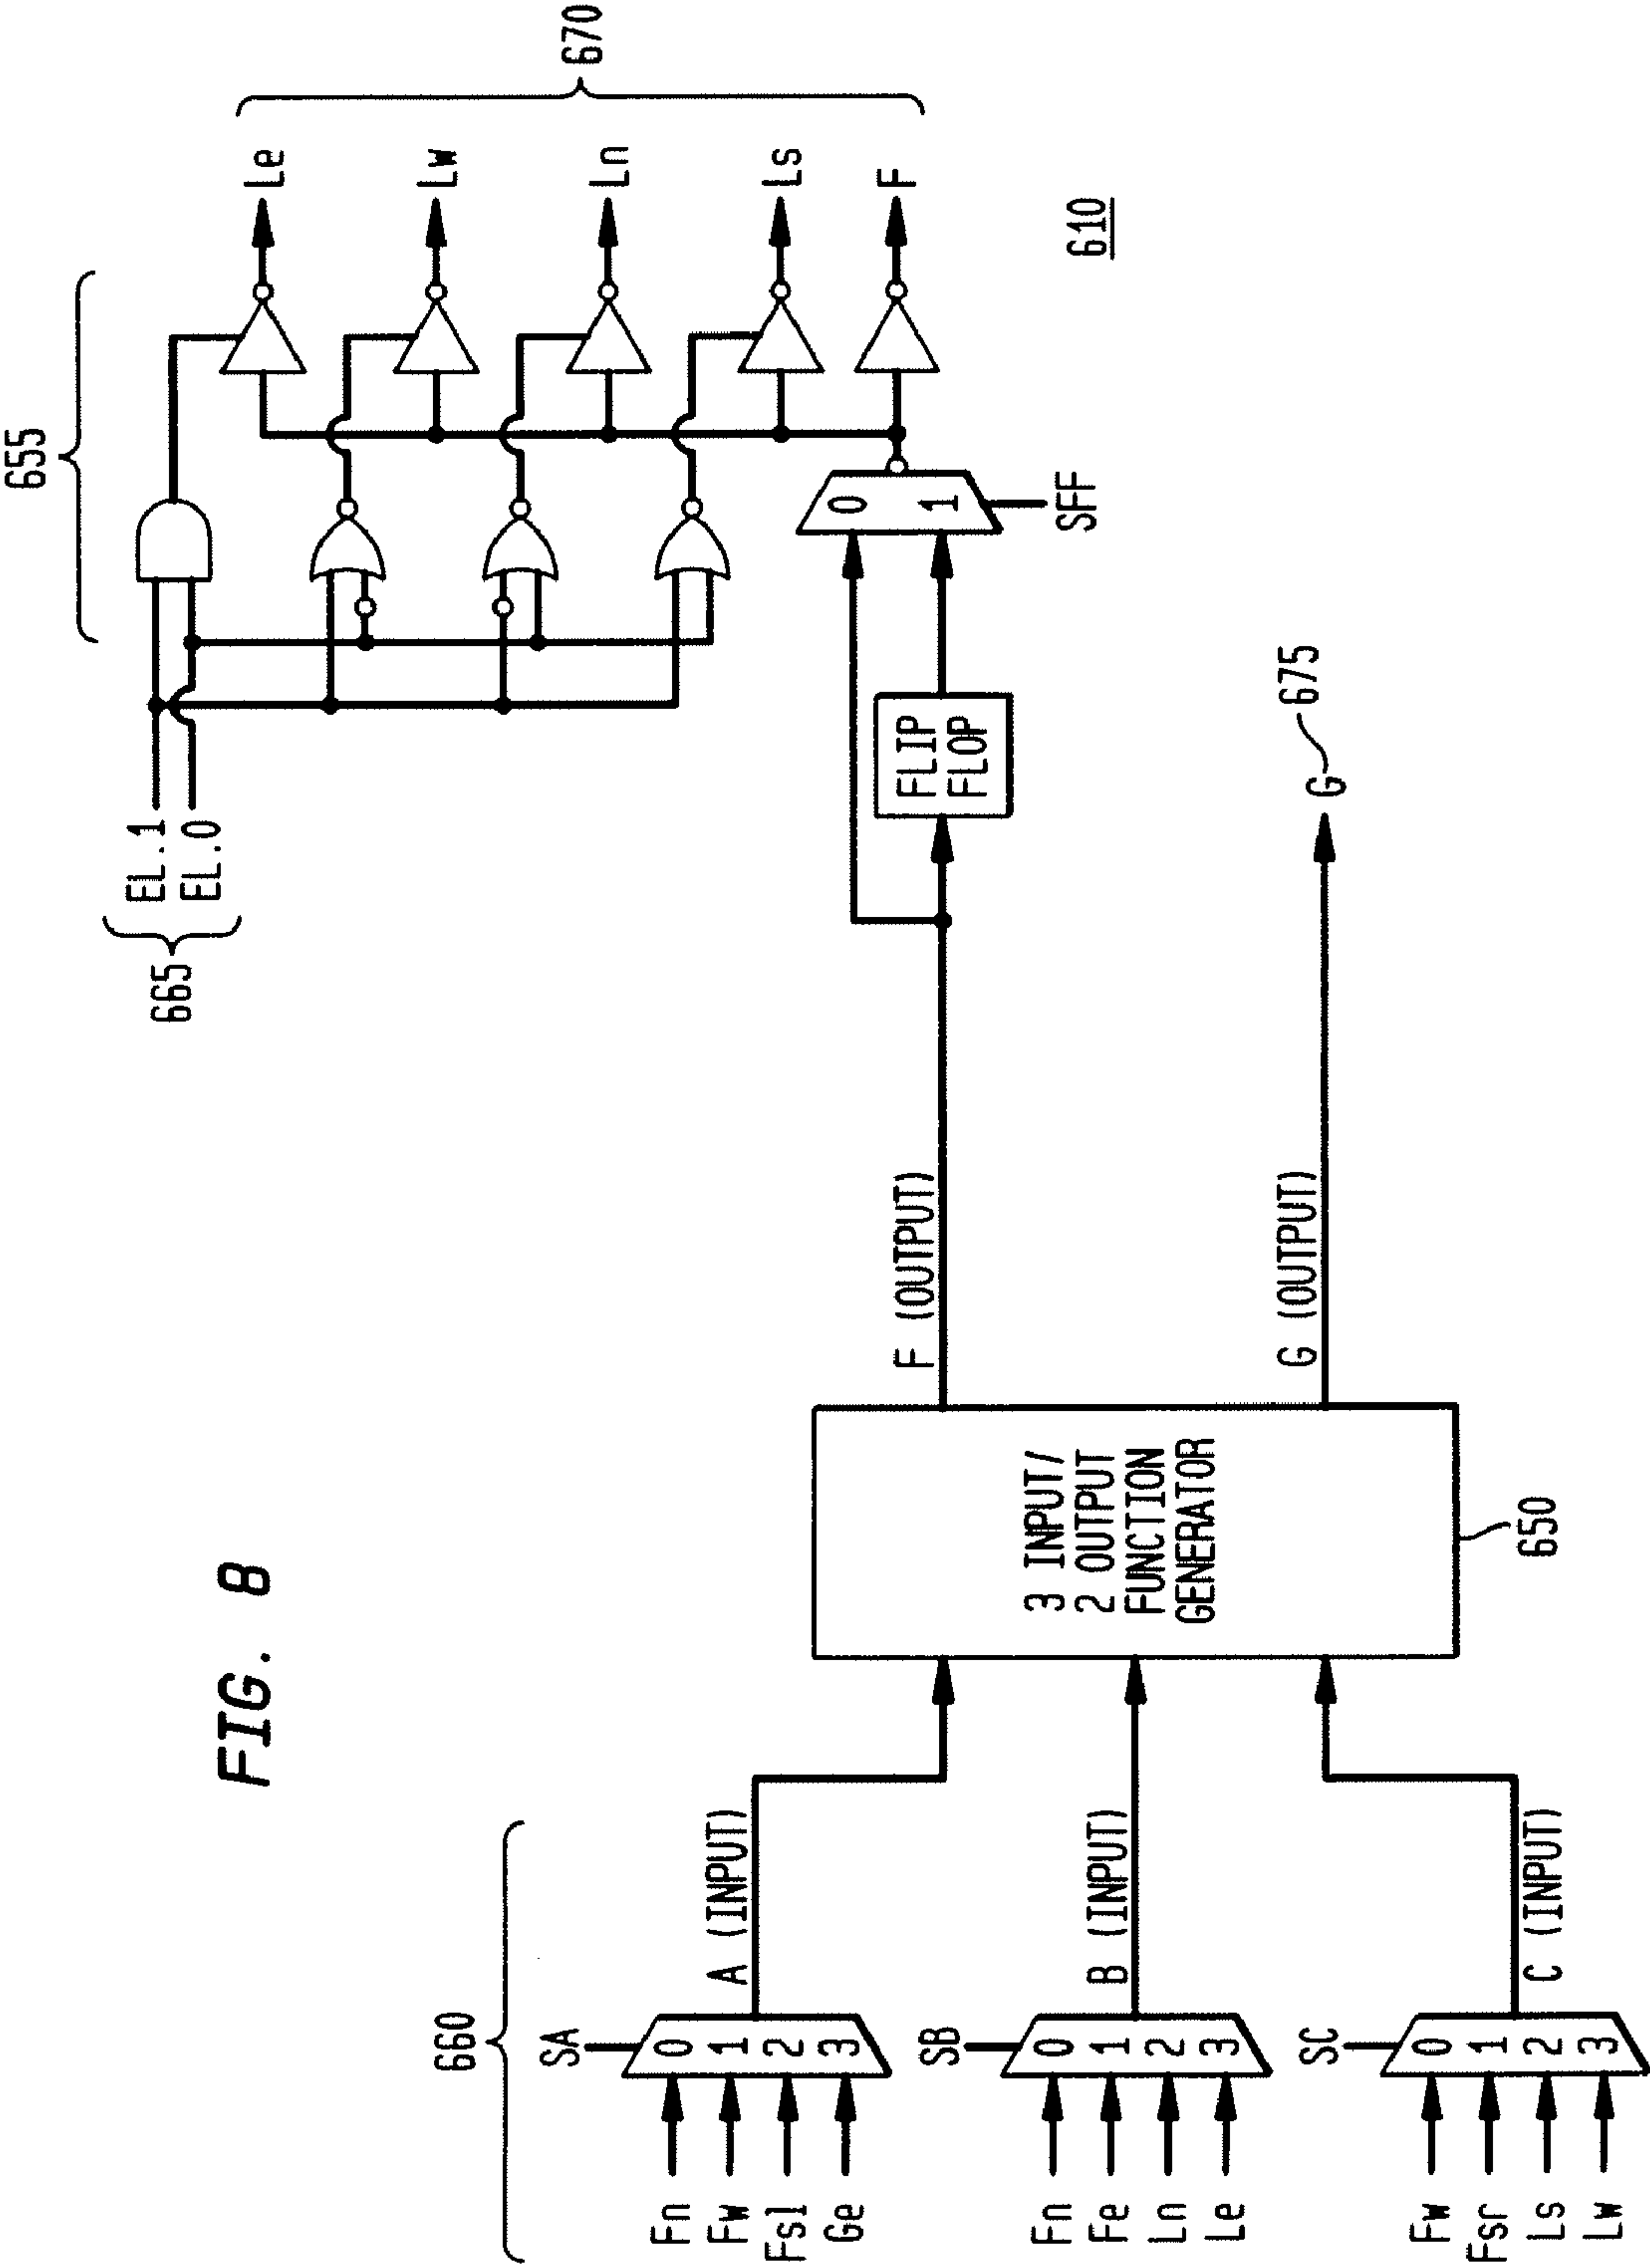 FIG. 8
660
SA
Fn 0
Fw 1
Fsl 2
Ge 3
A (INPUT)
SB
Fn 0
Fe 1
Ln 2
Le 3
B (INPUT)
SC
Fw 0
Fsr 1
Ls 2
Lw 3
C (INPUT)
3 INPUT/
2 OUTPUT
FUNCTION
GENERATOR
650
F (OUTPUT)
G (OUTPUT)
G 675
FLIP
FLOP
0
1
SFF
665
EL.1
EL.0
655
Le
Lw
Ln
Ls
F
670
610